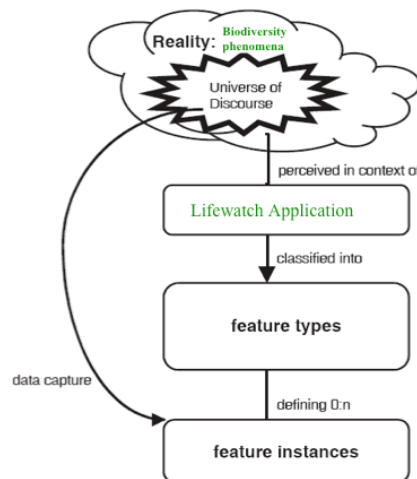 Reality: Biodiversity
phenomena
Universe of
Discourse
perceived in context of
Lifewatch Application
classified into
feature types
data capture
defining 0:n
feature instances